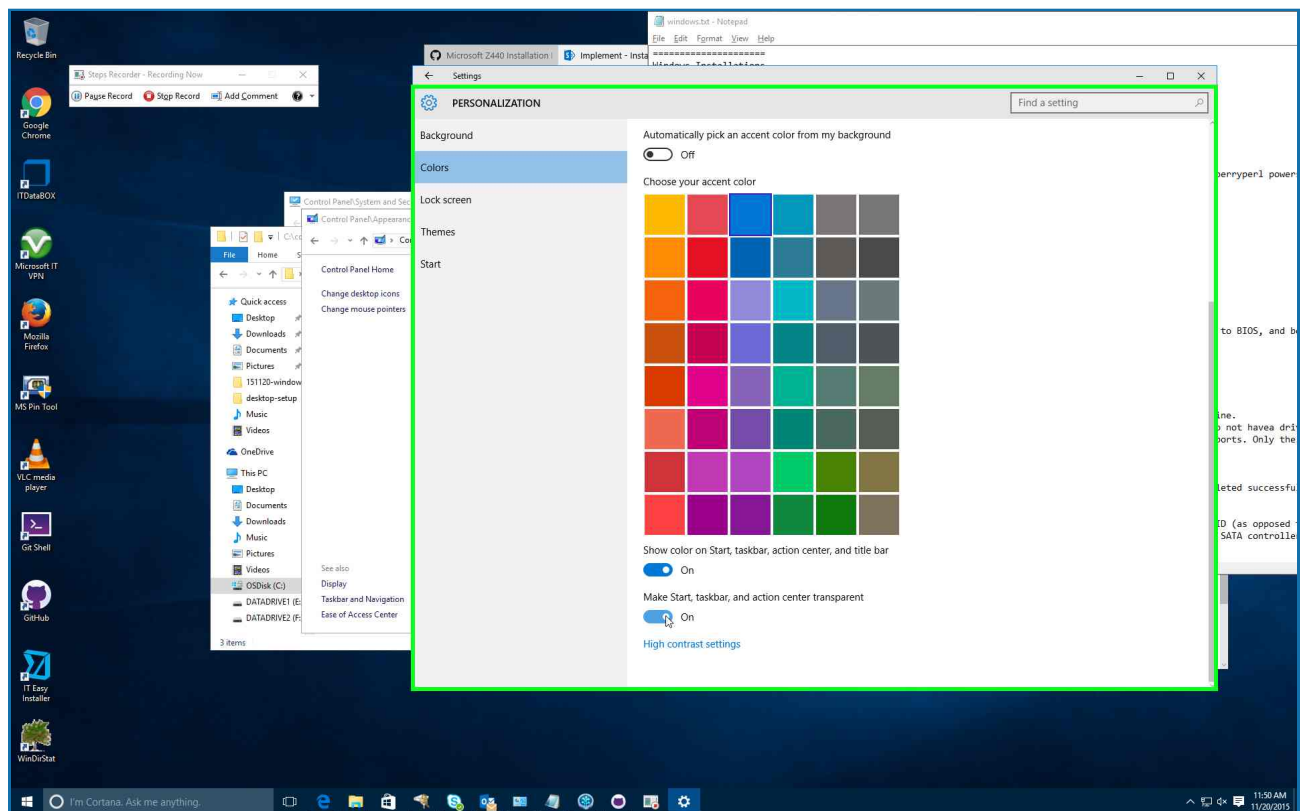 Recycle Bin
Google
Chrome
ITDataBOX
Microsoft IT
VPN
Mozilla
Firefox
MS Pin Tool
VLC media
player
Git Shell
GitHub
IT Easy
Installer
WinDirStat
Steps Recorder - Recording Now
Pause Record Stop Record Add Comment
windows.txt - Notepad
File Edit Format View Help
=====================
Windows Installations
Microsoft Z440 Installation Implement - Insta
Control Panel\System and Sec
Control Panel\Appearanc
Control Panel Home
Change desktop icons
Change mouse pointers
See also
Display
Taskbar and Navigation
Ease of Access Center
File Home
Quick access
Desktop
Downloads
Documents
Pictures
151120-window
desktop-setup
Music
Videos
OneDrive
This PC
Desktop
Documents
Downloads
Music
Pictures
Videos
OSDisk (C:)
DATADRIVE1 (E:
DATADRIVE2 (F:
3 items
Settings
PERSONALIZATION
Find a setting
Background
Colors
Lock screen
Themes
Start
Automatically pick an accent color from my background
Off
Choose your accent color
Show color on Start, taskbar, action center, and title bar
On
Make Start, taskbar, and action center transparent
On
High contrast settings
erryperl power
to BIOS, and b
ine.
not havea dri
ports. Only the
leted successfu
ID (as opposed
SATA controlle
I'm Cortana. Ask me anything.
11:50 AM
11/20/2015